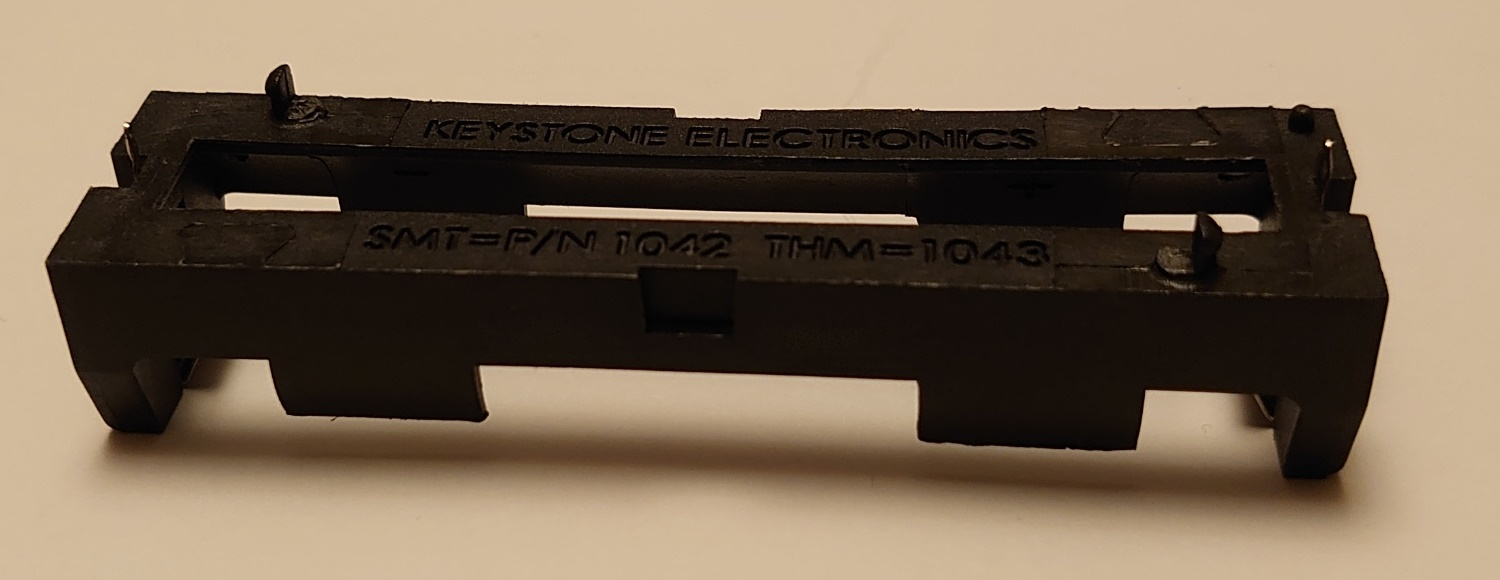 KEYSTONE ELECTRONICS
- +
SMT=P/N 1042 THM=1043